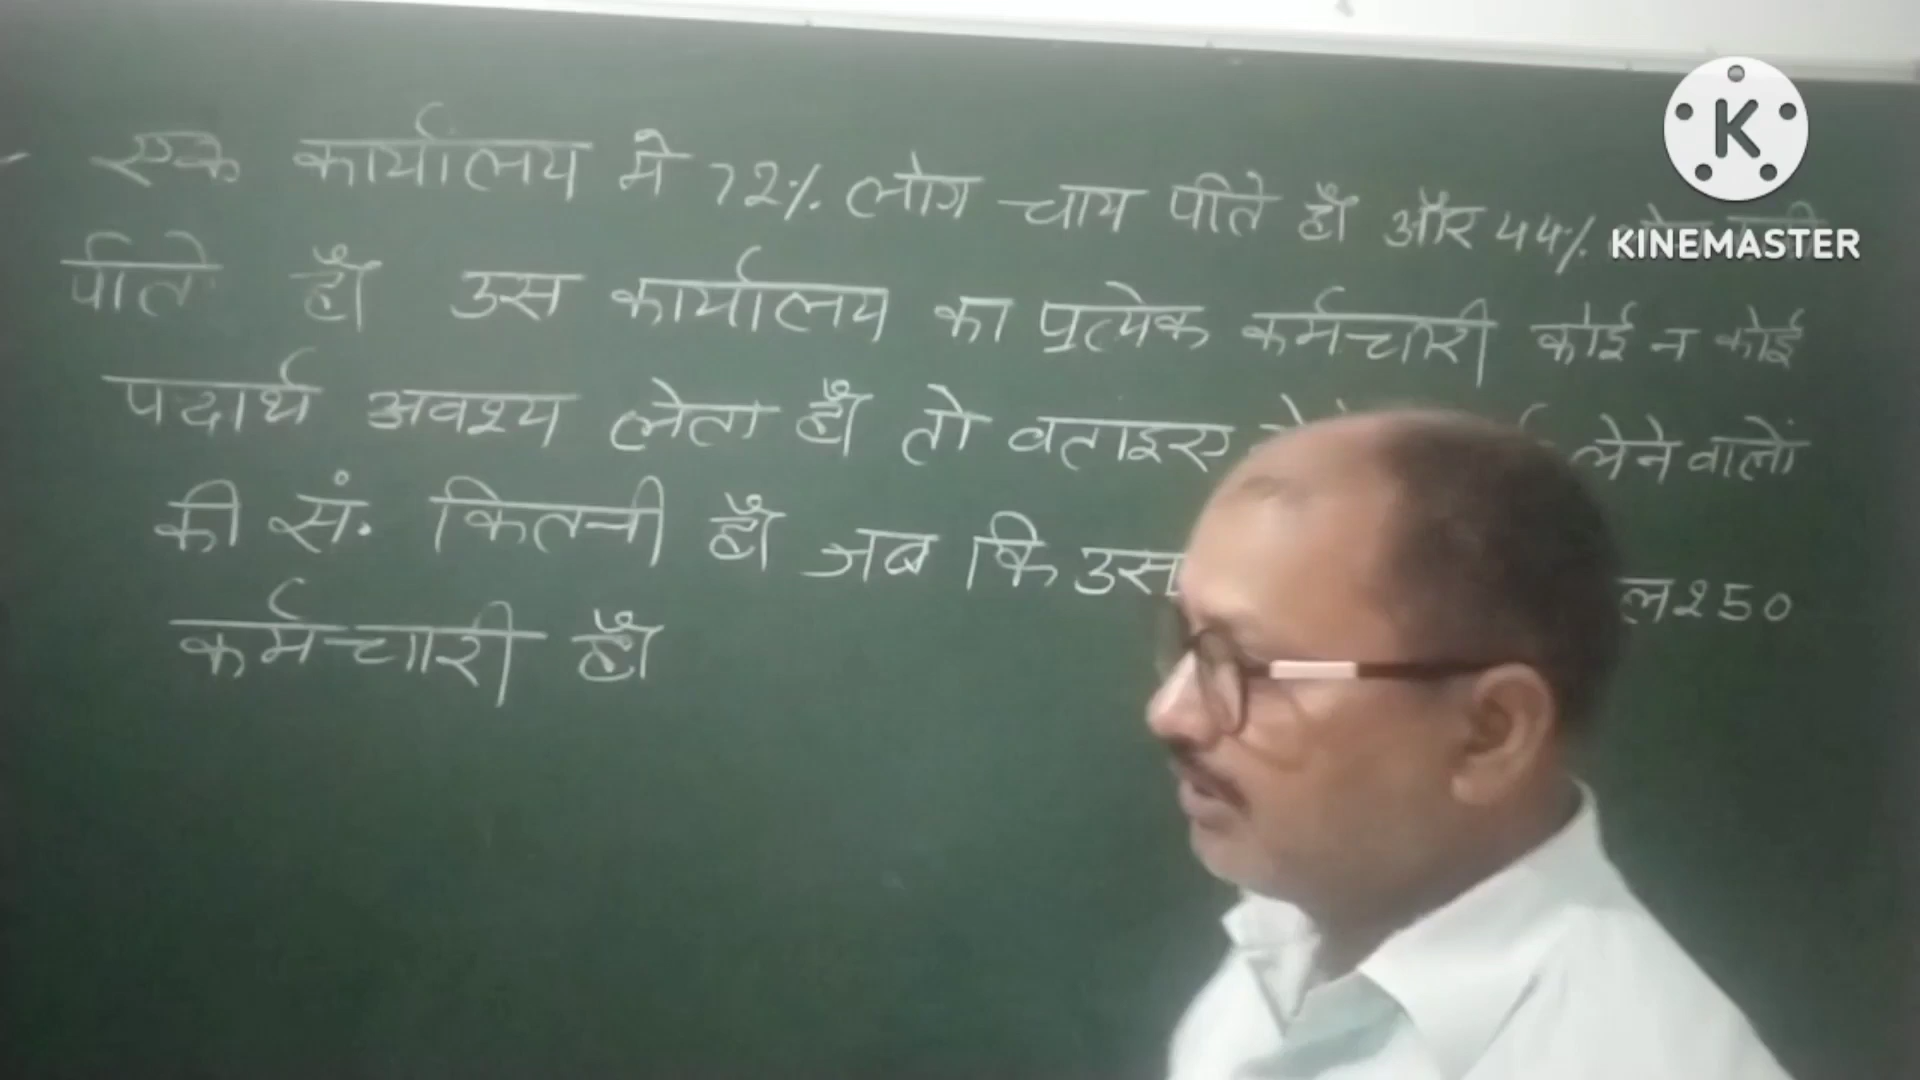 एक कार्यालय मे 72% लोग चाय पीते हैं और 44%
पीते हैं उस कार्यालय का प्रत्येक कर्मचारी कोई न कोई
पदार्थ अवश्य लेता हैं तो बताइए लेने वालों
की सं. कितनी हैं जब कि उस 250
कर्मचारी हैं
K
KINEMASTER